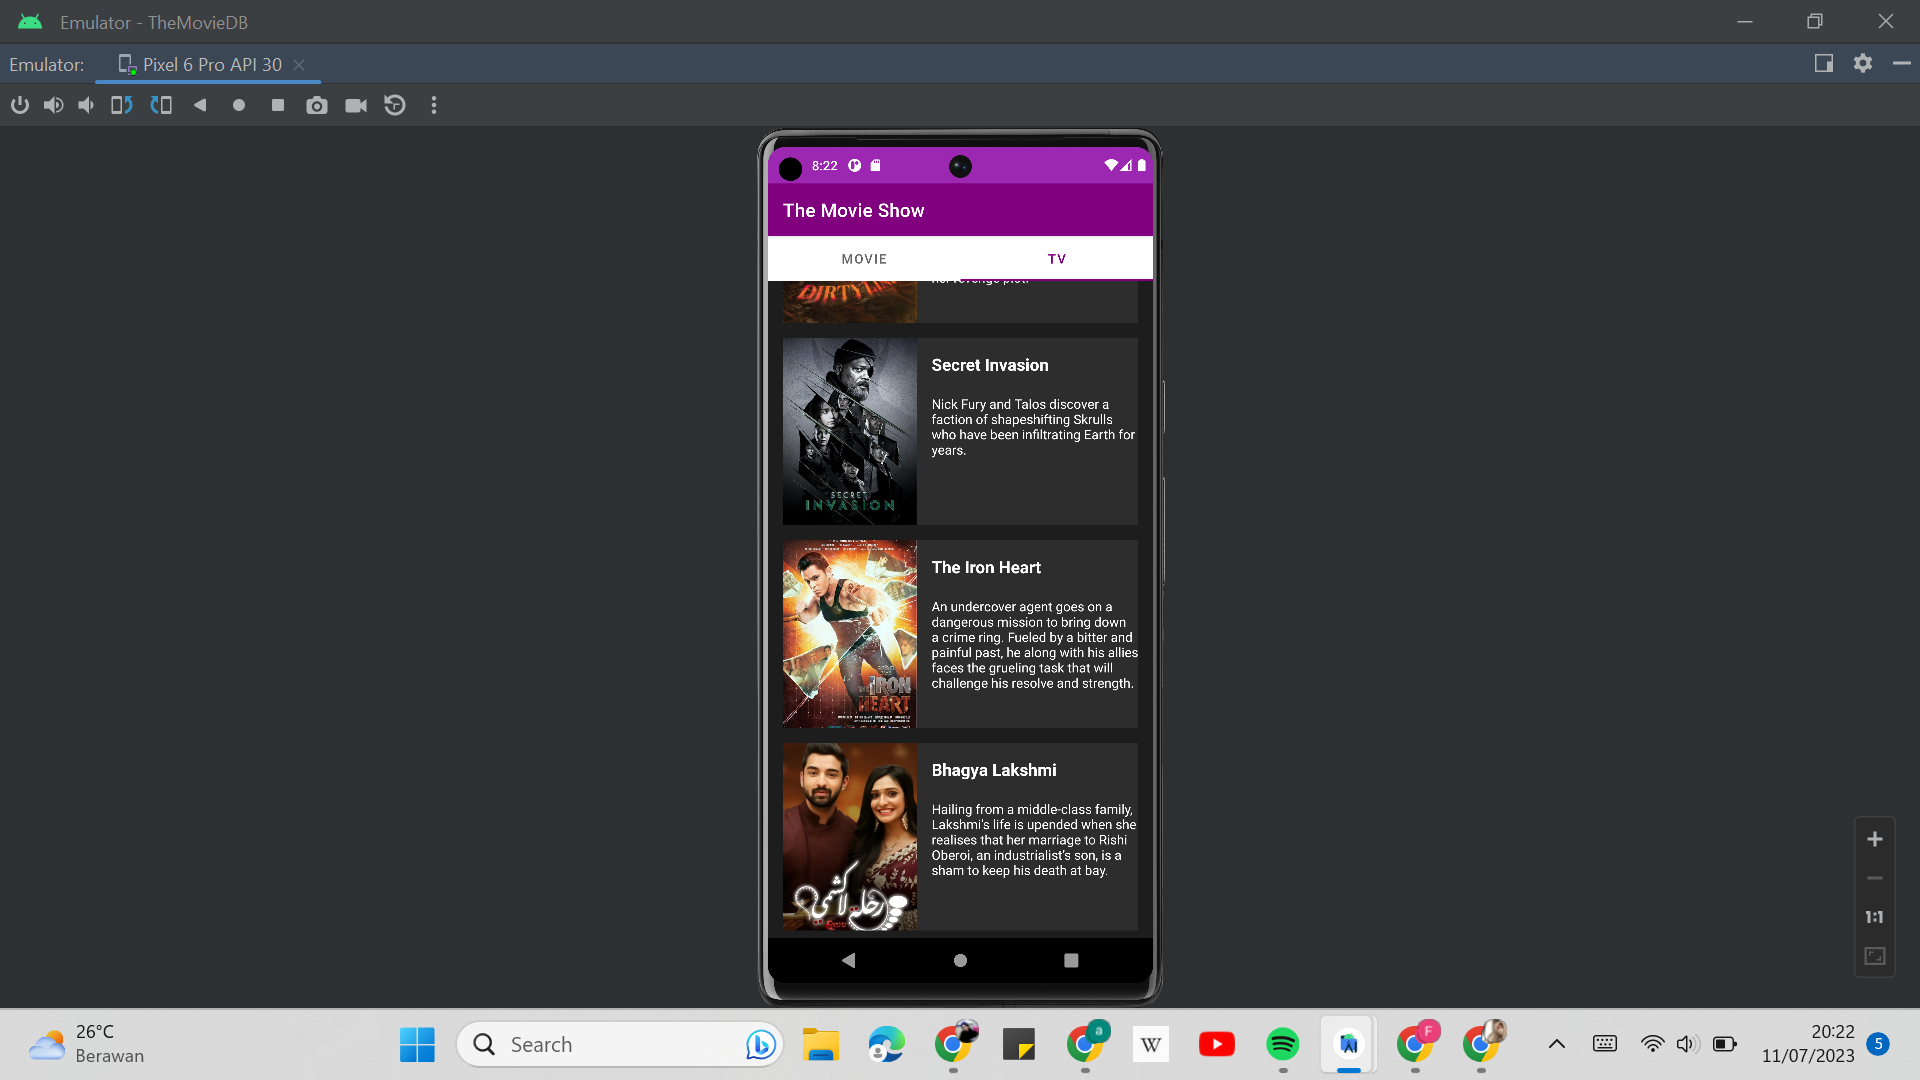 Emulator - TheMovieDB
Emulator:
Pixel 6 Pro API 30
8:22
The Movie Show
MOVIE
TV
Secret Invasion
Nick Fury and Talos discover a
faction of shapeshifting Skrulls
who have been infiltrating Earth for
years.
SECRET
INVASION
The Iron Heart
An undercover agent goes on a
dangerous mission to bring down
a crime ring. Fueled by a bitter and
painful past, he along with his allies
faces the grueling task that will
challenge his resolve and strength.
THE IRON
HEART
Bhagya Lakshmi
Hailing from a middle-class family,
Lakshmi's life is upended when she
realises that her marriage to Rishi
Oberoi, an industrialist's son, is a
sham to keep his death at bay.
1:1
26°C
Berawan
Search
a
W
F
20:22
11/07/2023
5